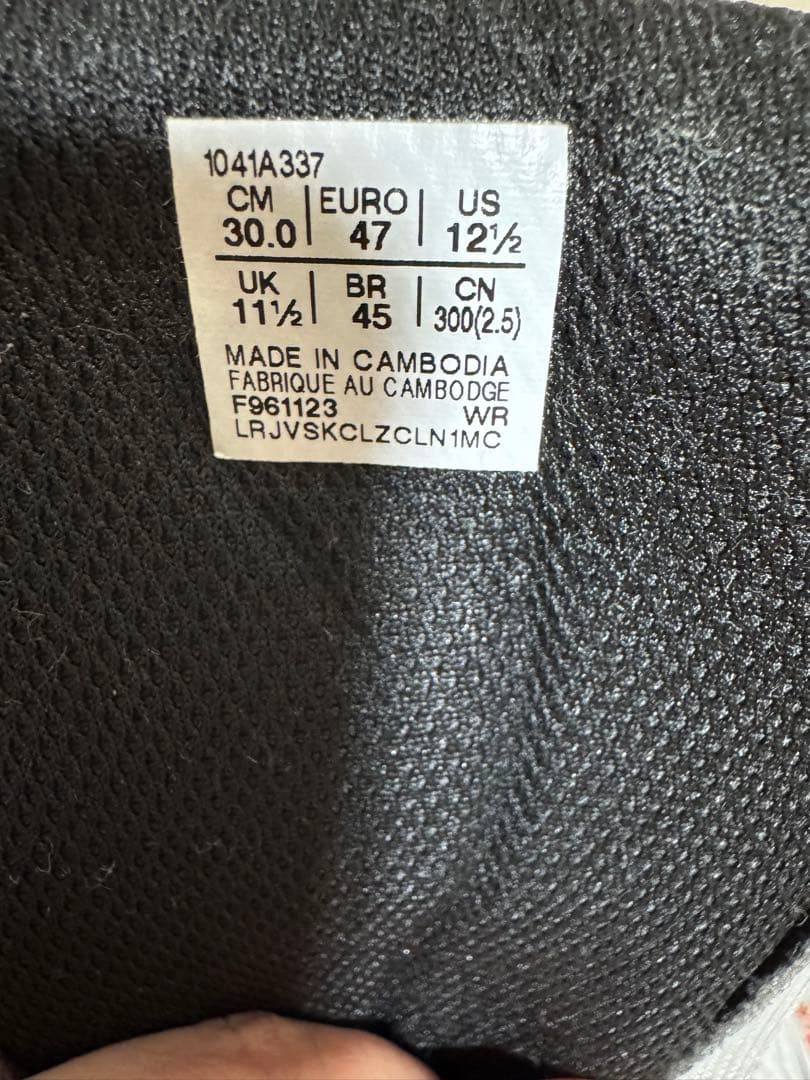 1041A337
CM | EURO | US
30.0 | 47 | 12½
UK | BR | CN
11½ | 45 | 300(2.5)
MADE IN CAMBODIA
FABRIQUE AU CAMBODGE
F961123 WR
LRJVSKCLZCLN1MC